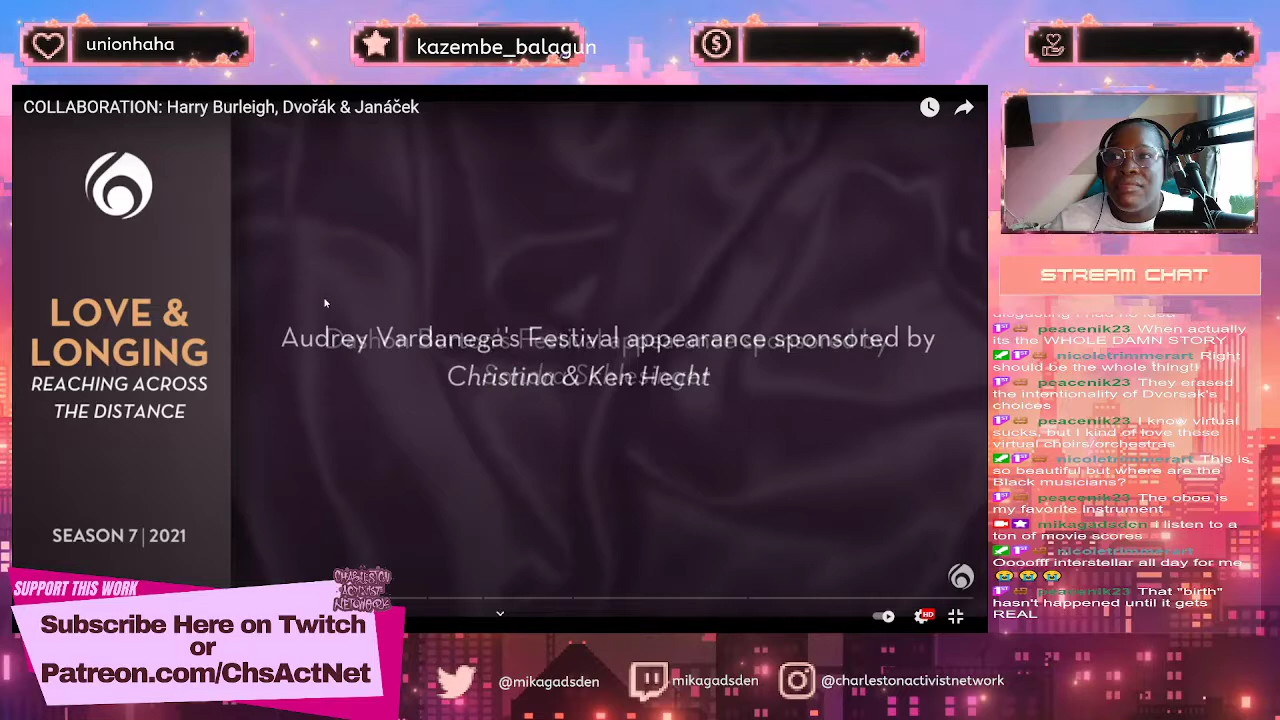 unionhaha
kazembe_balagun
COLLABORATION: Harry Burleigh, Dvořák & Janáček
LOVE &
LONGING
REACHING ACROSS
THE DISTANCE
SEASON 7 | 2021
Audrey Vardanega's Festival appearance sponsored by
Christina & Ken Hecht
STREAM CHAT
peacenik23 When actually
its the WHOLE DAMN STORY
nicoletrimmerart Right
should be the whole thing!!
peacenik23 They erased
the intentionality of Dvorsak's
choices
peacenik23 I know virtual
sucks, but I kind of love these
virtual choirs/orchestras
nicoletrimmerart This is
so beautiful but where are the
Black musicians?
peacenik23 The oboe is
my favorite instrument
mikagadsden I listen to a
ton of movie scores
nicoletrimmerart
Oooofff interstellar all day for me
peacenik23 That "birth"
hasn't happened until it gets
REAL
HD
SUPPORT THIS WORK
CHARLESTON
ACTIVIST
NETWORK
Subscribe Here on Twitch
or
Patreon.com/ChsActNet
@mikagadsden
mikagadsden
@charlestonactivistnetwork